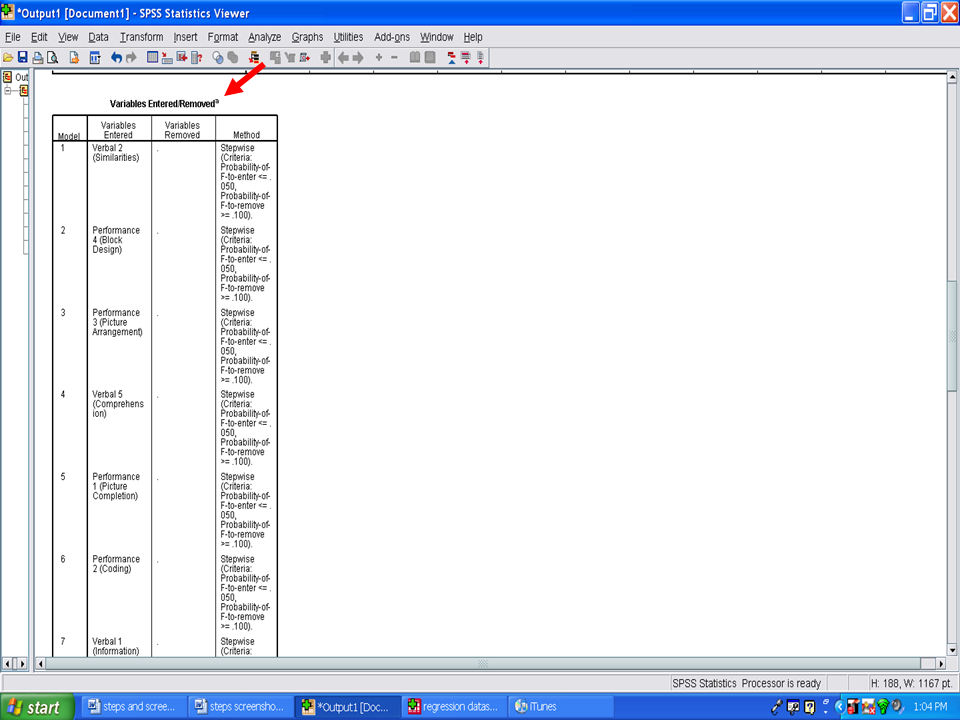 *Output1 [Document1] - SPSS Statistics Viewer
File Edit View Data Transform Insert Format Analyze Graphs Utilities Add-ons Window Help
Out
Variables Entered/Removedª
Model
Variables
Entered
Variables
Removed
Method
1
Verbal 2
(Similarities)
.
Stepwise
(Criteria:
Probability-of-
F-to-enter <= .
050,
Probability-of-
F-to-remove
>= .100).
2
Performance
4 (Block
Design)
.
Stepwise
(Criteria:
Probability-of-
F-to-enter <= .
050,
Probability-of-
F-to-remove
>= .100).
3
Performance
3 (Picture
Arrangement)
.
Stepwise
(Criteria:
Probability-of-
F-to-enter <= .
050,
Probability-of-
F-to-remove
>= .100).
4
Verbal 5
(Comprehens
ion)
.
Stepwise
(Criteria:
Probability-of-
F-to-enter <= .
050,
Probability-of-
F-to-remove
>= .100).
5
Performance
1 (Picture
Completion)
.
Stepwise
(Criteria:
Probability-of-
F-to-enter <= .
050,
Probability-of-
F-to-remove
>= .100).
6
Performance
2 (Coding)
.
Stepwise
(Criteria:
Probability-of-
F-to-enter <= .
050,
Probability-of-
F-to-remove
>= .100).
7
Verbal 1
(Information)
.
Stepwise
(Criteria:
SPSS Statistics Processor is ready
H: 188, W: 1167 pt.
start
steps and scree...
steps screensho...
*Output1 [Doc...
regression datas...
iTunes
1:04 PM